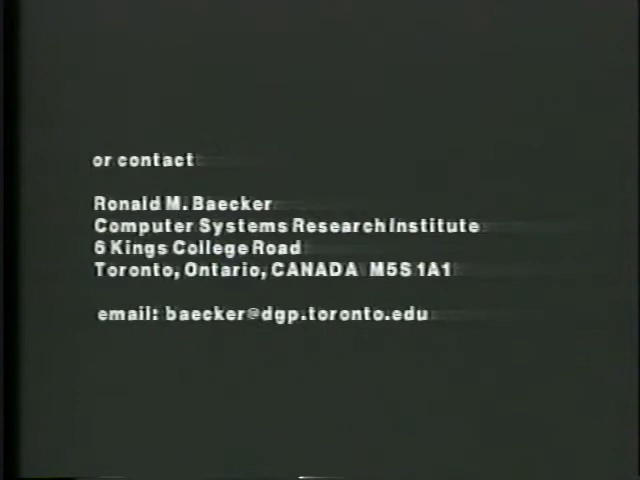 or contact
Ronald M. Baecker
Computer Systems Research Institute
6 Kings College Road
Toronto, Ontario, CANADA M5S 1A1
email: baecker@dgp.toronto.edu